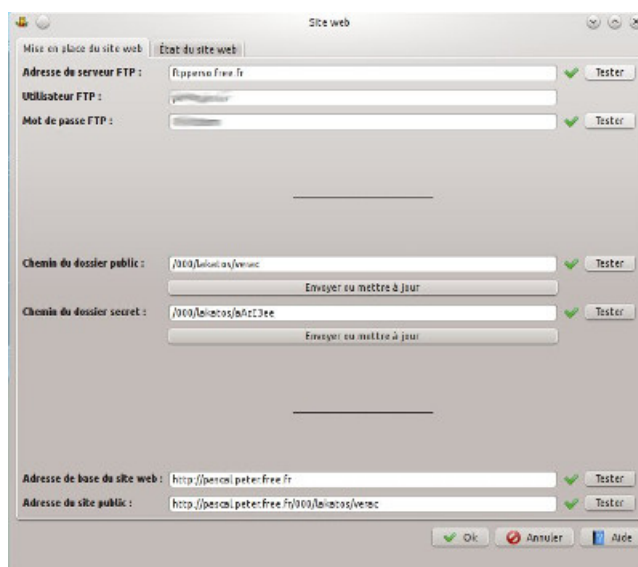 Site web
Mise en place du site web État du site web
Adresse du serveur FTP : ftpperso.free.fr Tester
Utilisateur FTP :
Mot de passe FTP : Tester
Chemin du dossier public : /000/lakatos/verac Tester
Envoyer ou mettre à jour
Chemin du dossier secret : Tester
Envoyer ou mettre à jour
Adresse de base du site web : http://pascal.peter.free.fr Tester
Adresse du site public : http://pascal.peter.free.fr/000/lakatos/verac Tester
Ok Annuler Aide